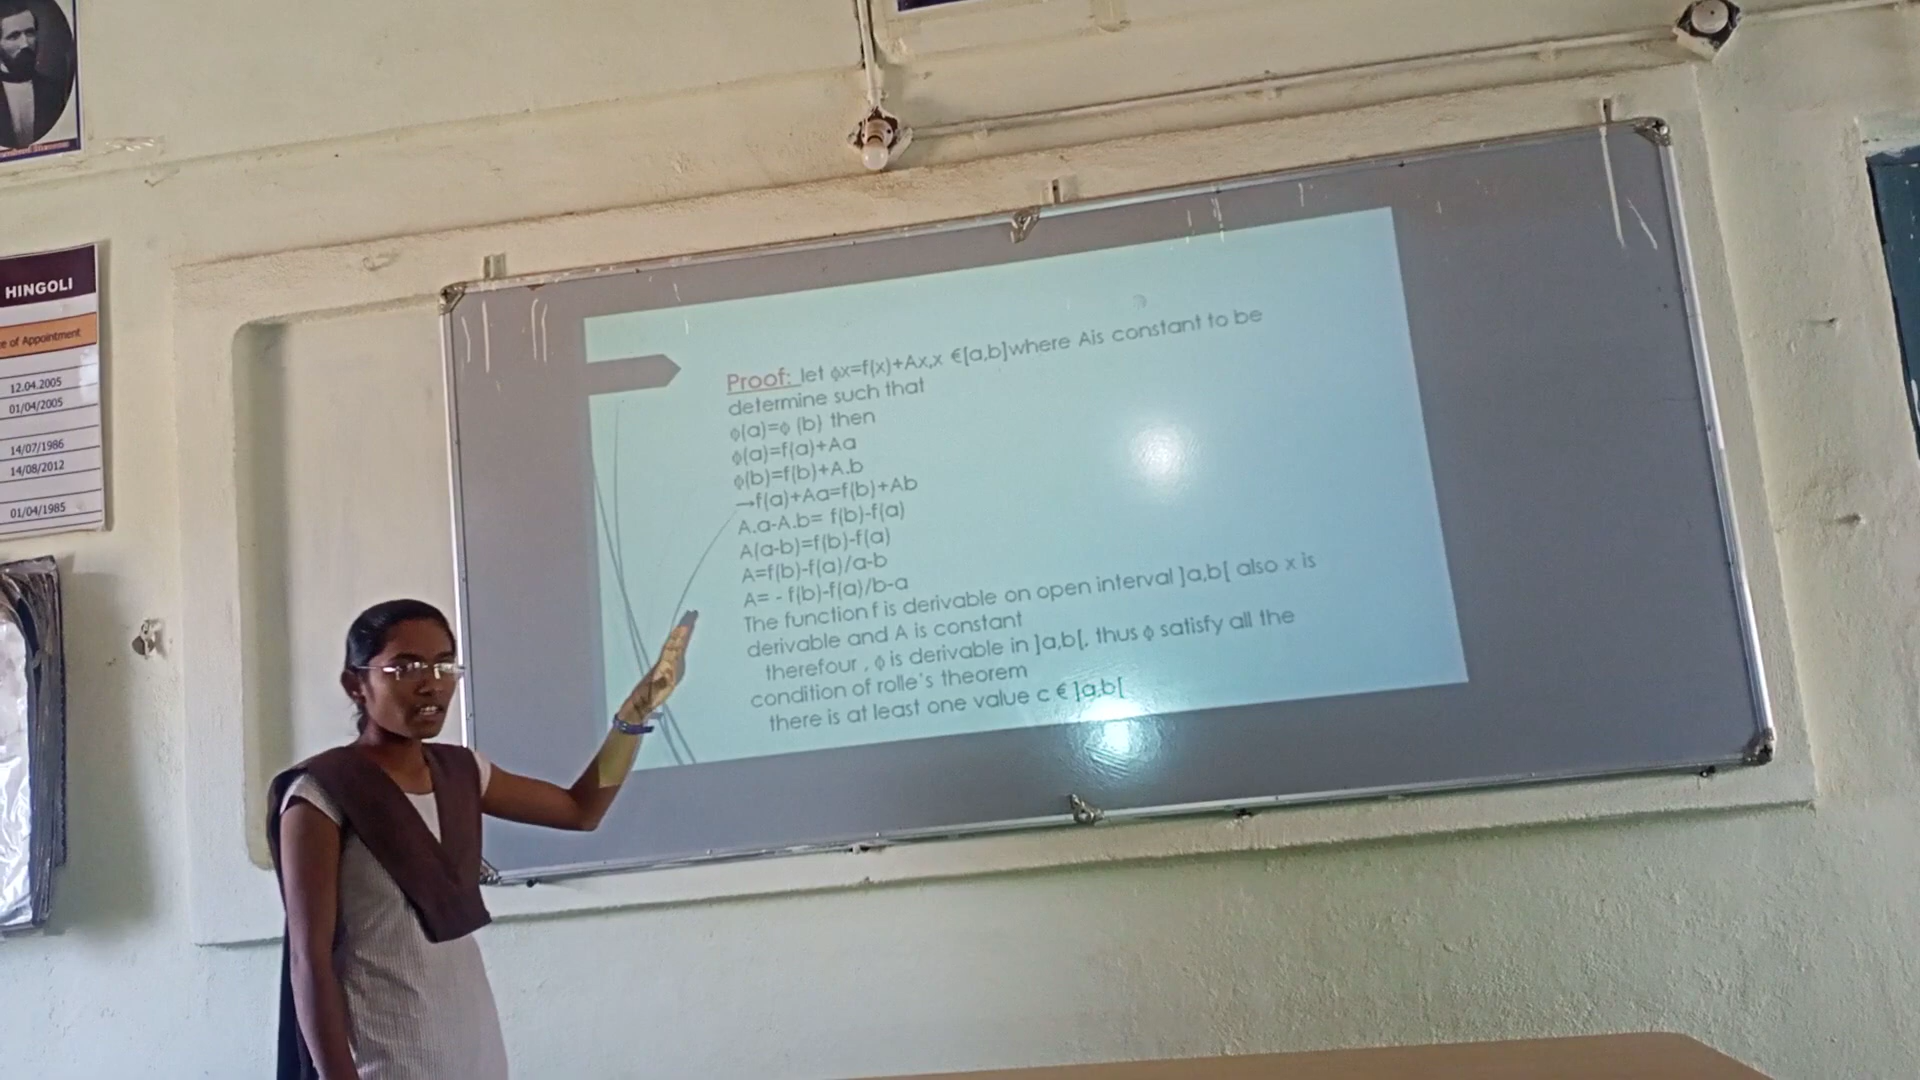 HINGOLI
e of Appointment
12.04.2005
01/04/2005
14/07/1986
14/08/2012
01/04/1985
Proof: let ϕx=f(x)+Ax,x €[a,b]where Ais constant to be
determine such that
ϕ(a)=ϕ (b) then
ϕ(a)=f(a)+Aa
ϕ(b)=f(b)+A.b
→f(a)+Aa=f(b)+Ab
A.a-A.b= f(b)-f(a)
A(a-b)=f(b)-f(a)
A=f(b)-f(a)/a-b
A= - f(b)-f(a)/b-a
The function f is derivable on open interval ]a,b[ also x is
derivable and A is constant
therefour , ϕ is derivable in ]a,b[, thus ϕ satisfy all the
condition of rolle's theorem
there is at least one value c € ]a,b[